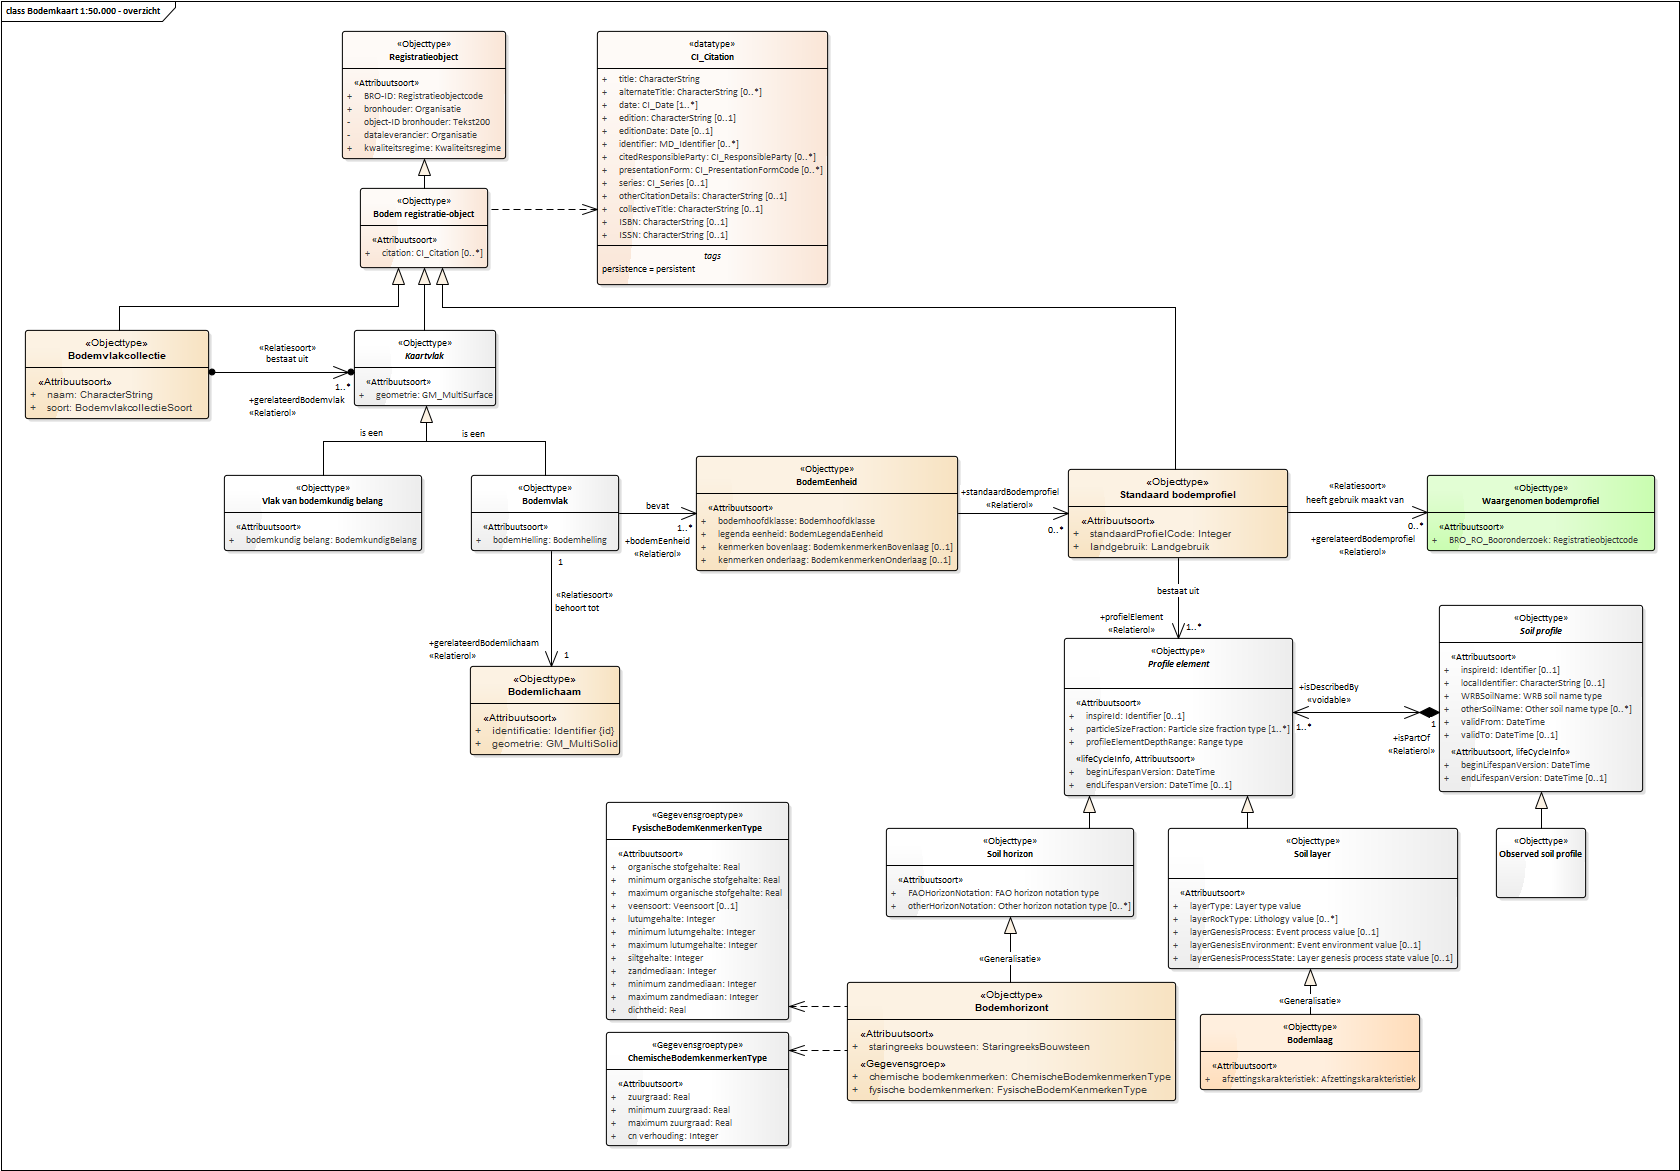 class Bodemkaart 1:50.000 - overzicht
«Objecttype»
Registratieobject
«Attribuutsoort»
+ BRO-ID: Registratieobjectcode
+ bronhouder: Organisatie
- object-ID bronhouder: Tekst200
- dataleverancier: Organisatie
+ kwaliteitsregime: Kwaliteitsregime
«datatype»
CI_Citation
+ title: CharacterString
+ alternateTitle: CharacterString [0..*]
+ date: CI_Date [1..*]
+ edition: CharacterString [0..1]
+ editionDate: Date [0..1]
+ identifier: MD_Identifier [0..*]
+ citedResponsibleParty: CI_ResponsibleParty [0..*]
+ presentationForm: CI_PresentationFormCode [0..*]
+ series: CI_Series [0..1]
+ otherCitationDetails: CharacterString [0..1]
+ collectiveTitle: CharacterString [0..1]
+ ISBN: CharacterString [0..1]
+ ISSN: CharacterString [0..1]
tags
persistence = persistent
«Objecttype»
Bodem registratie-object
«Attribuutsoort»
+ citation: CI_Citation [0..*]
«Objecttype»
Bodemvlakcollectie
«Attribuutsoort»
+ naam: CharacterString
+ soort: BodemvlakcollectieSoort
«Relatiesoort»
bestaat uit
1..*
+gerelateerdBodemvlak
«Relatierol»
«Objecttype»
Kaartvlak
«Attribuutsoort»
+ geometrie: GM_MultiSurface
is een
is een
«Objecttype»
Vlak van bodemkundig belang
«Attribuutsoort»
+ bodemkundig belang: BodemkundigBelang
«Objecttype»
Bodemvlak
«Attribuutsoort»
+ bodemHelling: Bodemhelling
bevat
1..*
+bodemEenheid
«Relatierol»
«Objecttype»
BodemEenheid
«Attribuutsoort»
+ bodemhoofdklasse: Bodemhoofdklasse
+ legenda eenheid: BodemLegendaEenheid
+ kenmerken bovenlaag: BodemkenmerkenBovenlaag [0..1]
+ kenmerken onderlaag: BodemkenmerkenOnderlaag [0..1]
+standaardBodemprofiel
«Relatierol»
0..*
«Objecttype»
Standaard bodemprofiel
«Attribuutsoort»
+ standaardProfielCode: Integer
+ landgebruik: Landgebruik
«Relatiesoort»
heeft gebruik maakt van
0..*
+gerelateerdBodemprofiel
«Relatierol»
«Objecttype»
Waargenomen bodemprofiel
«Attribuutsoort»
+ BRO_RO_Booronderzoek: Registratieobjectcode
1
«Relatiesoort»
behoort tot
+gerelateerdBodemlichaam
«Relatierol»
1
«Objecttype»
Bodemlichaam
«Attribuutsoort»
+ identificatie: Identifier {id}
+ geometrie: GM_MultiSolid
bestaat uit
+profielElement
«Relatierol»
1..*
«Objecttype»
Profile element
«Attribuutsoort»
+ inspireId: Identifier [0..1]
+ particleSizeFraction: Particle size fraction type [1..*]
+ profileElementDepthRange: Range type
«lifeCycleInfo, Attribuutsoort»
+ beginLifespanVersion: DateTime
+ endLifespanVersion: DateTime [0..1]
+isDescribedBy
«voidable»
1..*
1
+isPartOf
«Relatierol»
«Objecttype»
Soil profile
«Attribuutsoort»
+ inspireId: Identifier [0..1]
+ localIdentifier: CharacterString [0..1]
+ WRBSoilName: WRB soil name type
+ otherSoilName: Other soil name type [0..*]
+ validFrom: DateTime
+ validTo: DateTime [0..1]
«Attribuutsoort, lifeCycleInfo»
+ beginLifespanVersion: DateTime
+ endLifespanVersion: DateTime [0..1]
«Objecttype»
Observed soil profile
«Gegevensgroeptype»
FysischeBodemKenmerkenType
«Attribuutsoort»
+ organische stofgehalte: Real
+ minimum organische stofgehalte: Real
+ maximum organische stofgehalte: Real
+ veensoort: Veensoort [0..1]
+ lutumgehalte: Integer
+ minimum lutumgehalte: Integer
+ maximum lutumgehalte: Integer
+ siltgehalte: Integer
+ zandmediaan: Integer
+ minimum zandmediaan: Integer
+ maximum zandmediaan: Integer
+ dichtheid: Real
«Objecttype»
Soil horizon
«Attribuutsoort»
+ FAOHorizonNotation: FAO horizon notation type
+ otherHorizonNotation: Other horizon notation type [0..*]
«Objecttype»
Soil layer
«Attribuutsoort»
+ layerType: Layer type value
+ layerRockType: Lithology value [0..*]
+ layerGenesisProcess: Event process value [0..1]
+ layerGenesisEnvironment: Event environment value [0..1]
+ layerGenesisProcessState: Layer genesis process state value [0..1]
«Generalisatie»
«Generalisatie»
«Objecttype»
Bodemhorizont
«Attribuutsoort»
+ staringreeks bouwsteen: StaringreeksBouwsteen
«Gegevensgroep»
+ chemische bodemkenmerken: ChemischeBodemkenmerkenType
+ fysische bodemkenmerken: FysischeBodemKenmerkenType
«Objecttype»
Bodemlaag
«Attribuutsoort»
+ afzettingskarakteristiek: Afzettingskarakteristiek
«Gegevensgroeptype»
ChemischeBodemkenmerkenType
«Attribuutsoort»
+ zuurgraad: Real
+ minimum zuurgraad: Real
+ maximum zuurgraad: Real
+ cn verhouding: Integer